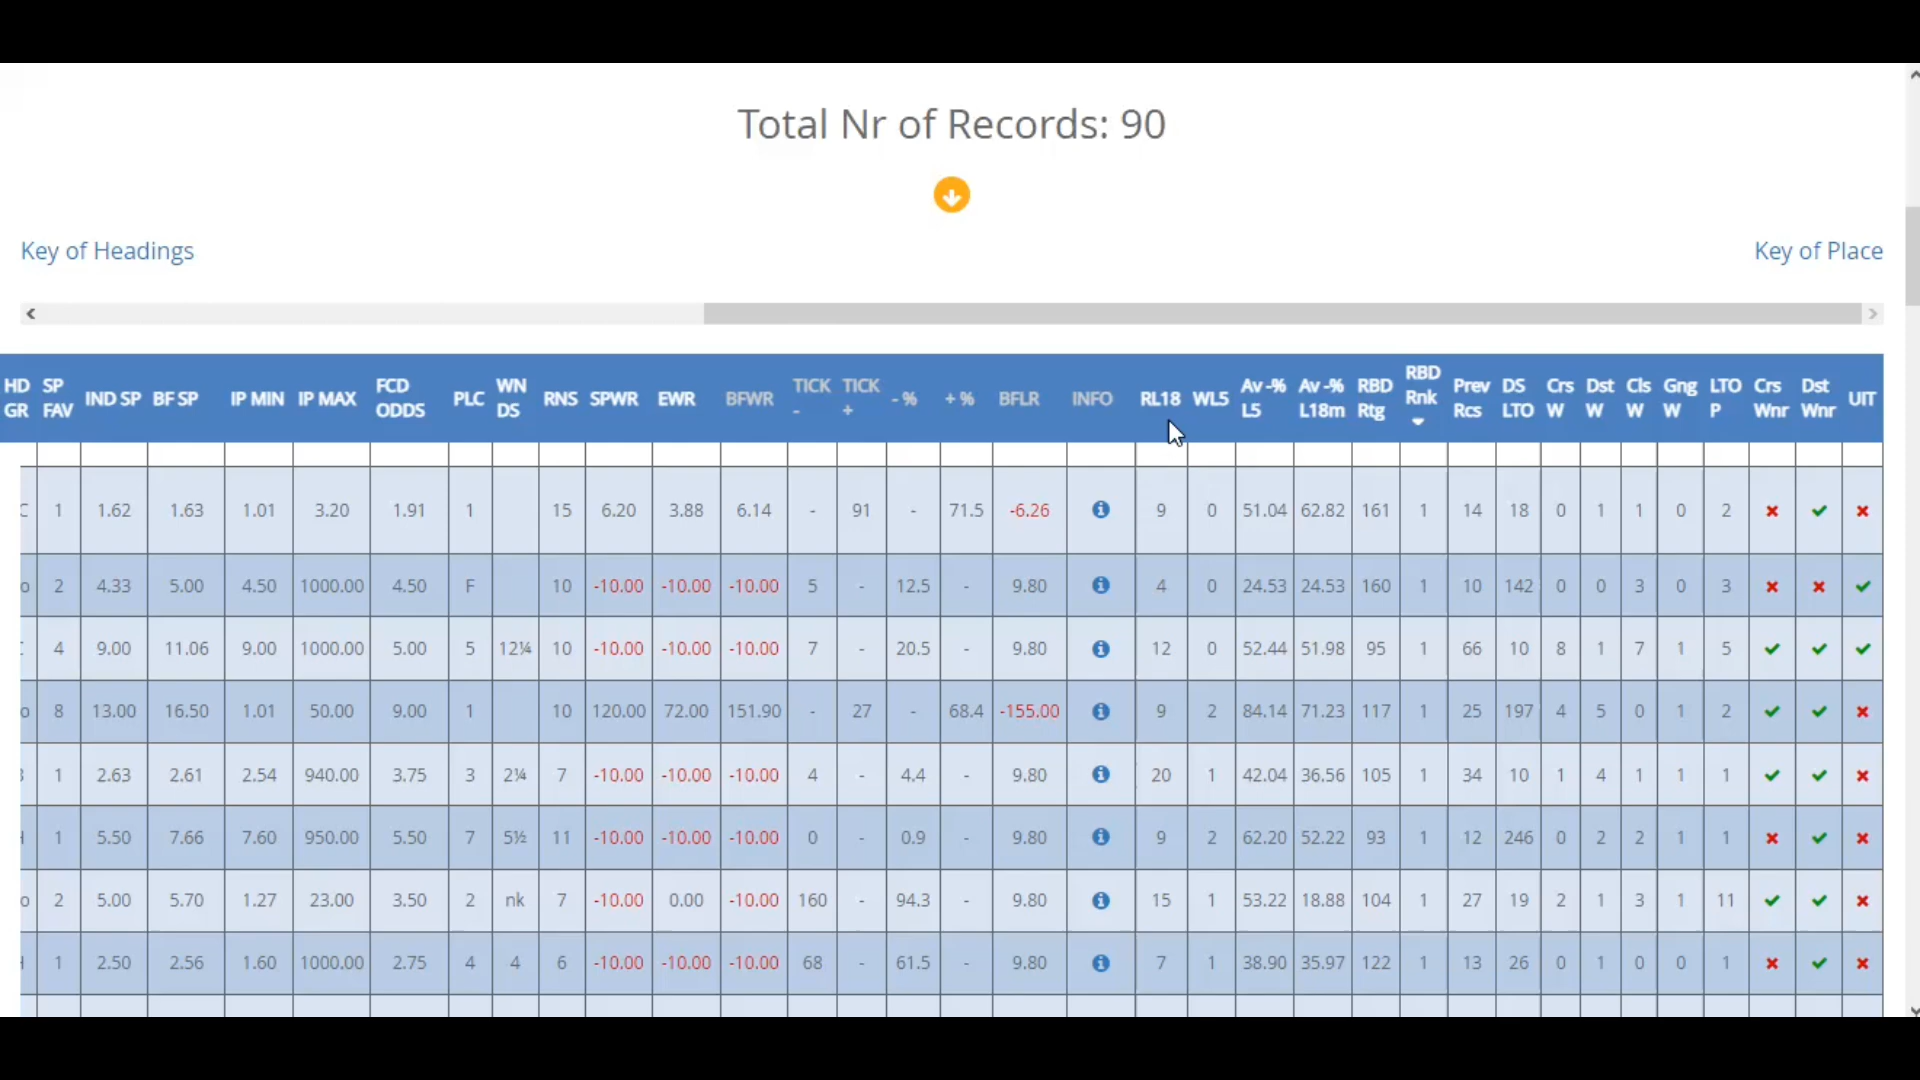 Total Nr of Records: 90
Key of Headings Key of Place
HD GR SP FAV IND SP BF SP IP MIN IP MAX FCD ODDS PLC WN DS RNS SPWR EWR BFWR TICK - TICK + - % + % BFLR INFO RL18 WL5 Av -% L5 Av -% L18m RBD Rtg RBD Rnk Prev Rcs DS LTO Crs W Dst W Cls W Gng W LTO P Crs Wnr Dst Wnr UIT
1 1.62 1.63 1.01 3.20 1.91 1 15 6.20 3.88 6.14 - 91 - 71.5 -6.26 9 0 51.04 62.82 161 1 14 18 0 1 1 0 2
2 4.33 5.00 4.50 1000.00 4.50 F 10 -10.00 -10.00 -10.00 5 - 12.5 - 9.80 4 0 24.53 24.53 160 1 10 142 0 0 3 0 3
4 9.00 11.06 9.00 1000.00 5.00 5 12¼ 10 -10.00 -10.00 -10.00 7 - 20.5 - 9.80 12 0 52.44 51.98 95 1 66 10 8 1 7 1 5
8 13.00 16.50 1.01 50.00 9.00 1 10 120.00 72.00 151.90 - 27 - 68.4 -155.00 9 2 84.14 71.23 117 1 25 197 4 5 0 1 2
1 2.63 2.61 2.54 940.00 3.75 3 2¼ 7 -10.00 -10.00 -10.00 4 - 4.4 - 9.80 20 1 42.04 36.56 105 1 34 10 1 4 1 1 1
1 5.50 7.66 7.60 950.00 5.50 7 5½ 11 -10.00 -10.00 -10.00 0 - 0.9 - 9.80 9 2 62.20 52.22 93 1 12 246 0 2 2 1 1
2 5.00 5.70 1.27 23.00 3.50 2 nk 7 -10.00 0.00 -10.00 160 - 94.3 - 9.80 15 1 53.22 18.88 104 1 27 19 2 1 3 1 11
1 2.50 2.56 1.60 1000.00 2.75 4 4 6 -10.00 -10.00 -10.00 68 - 61.5 - 9.80 7 1 38.90 35.97 122 1 13 26 0 1 0 0 1